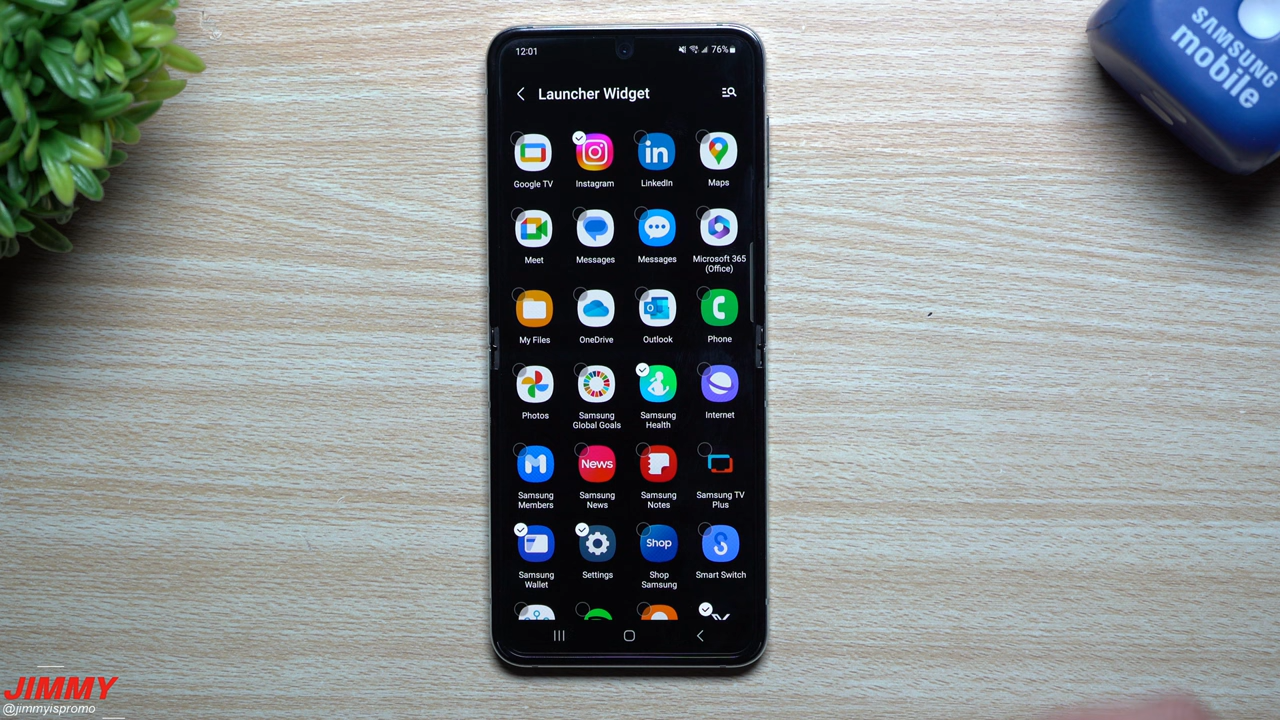 12:01
76%
Launcher Widget
Google TV
Instagram
in
LinkedIn
Maps
Meet
Messages
Messages
Microsoft 365
(Office)
My Files
OneDrive
O
Outlook
Phone
Photos
Samsung
Global Goals
Samsung
Health
Internet
M
Samsung
Members
News
Samsung
News
Samsung
Notes
Samsung TV
Plus
Samsung
Wallet
Settings
Shop
Shop
Samsung
S
Smart Switch
SAMSUNG
mobile
JIMMY
@jimmyispromo